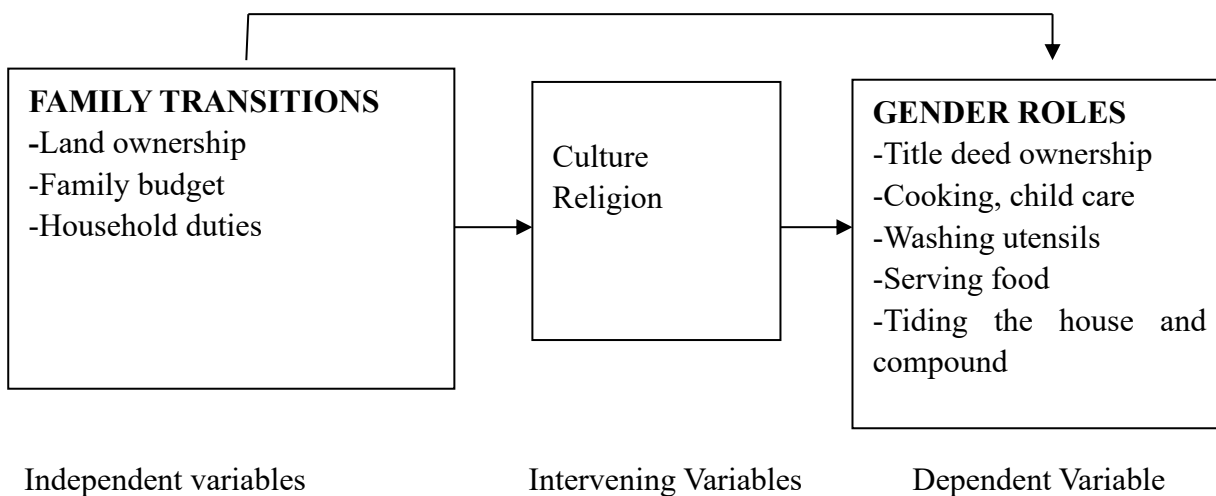 FAMILY TRANSITIONS
-Land ownership
-Family budget
-Household duties
Culture
Religion
GENDER ROLES
-Title deed ownership
-Cooking, child care
-Washing utensils
-Serving food
-Tiding the house and
compound
Independent variables
Intervening Variables
Dependent Variable